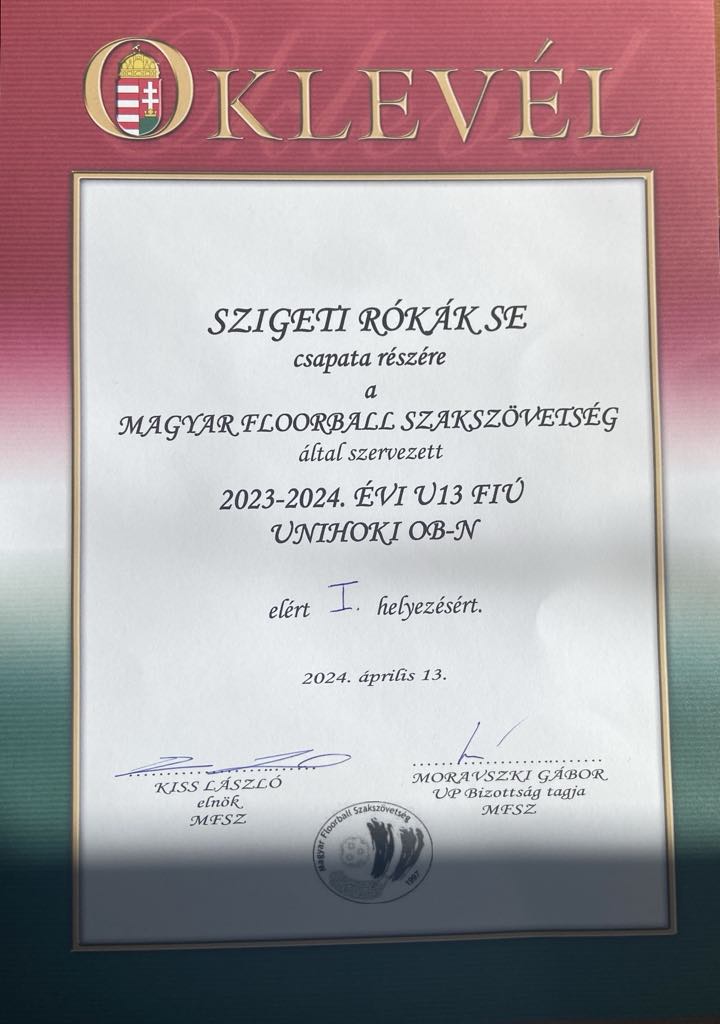 OKLEVÉL
SZIGETI RÓKÁK SE
csapata részére
a
MAGYAR FLOORBALL SZAKSZÖVETSÉG
által szervezett
2023-2024. ÉVI U13 FIÚ
UNIHOKI OB-N
elért I. helyezésért.
2024. április 13.
KISS LÁSZLÓ
elnök
MFSZ
MORAVSZKI GÁBOR
UP Bizottság tagja
MFSZ
Magyar Floorball Szakszövetség
1997